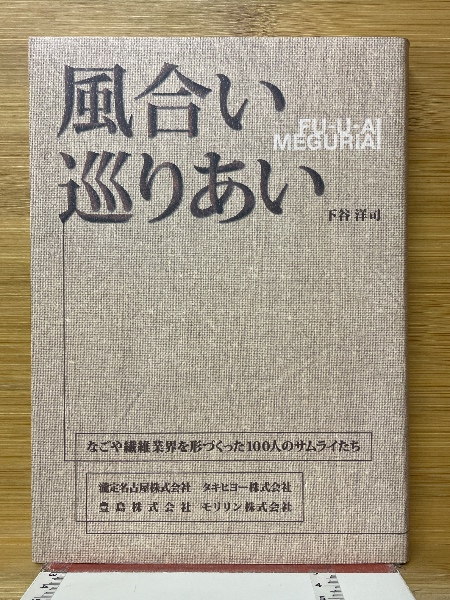 風合い
FU-U-AI
MEGURIAI
巡りあい
下谷 洋司
なごや繊維業界を形づくった100人のサムライたち
瀧定名古屋株式会社 タキヒヨー株式会社
豊島株式会社 モリリン株式会社